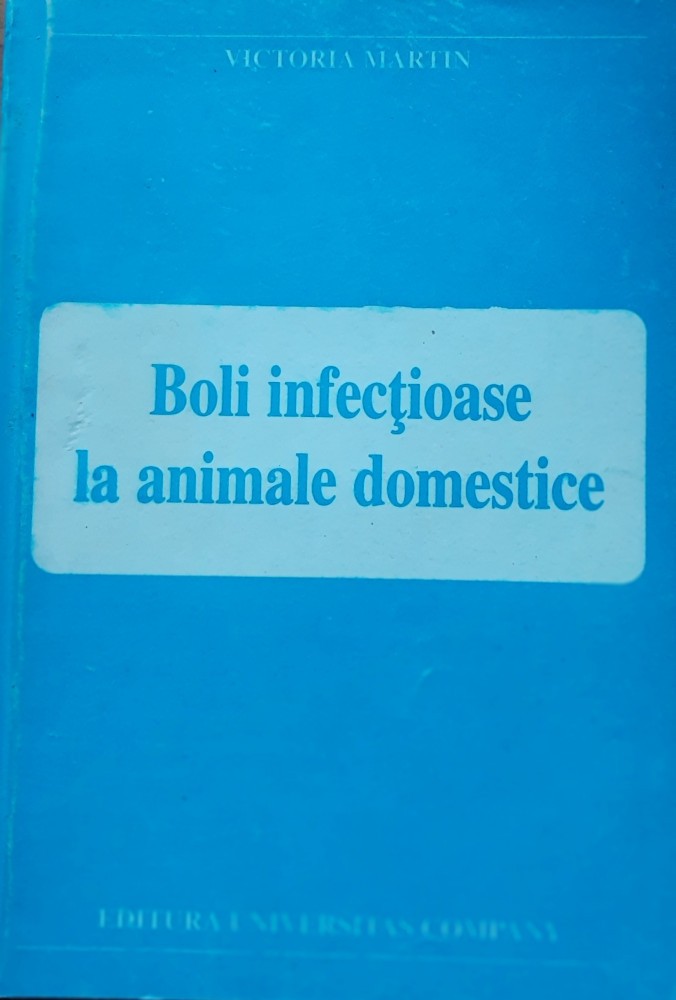 VICTORIA MARTIN
Boli infecţioase
la animale domestice
EDITURA UNIVERSITAS COMPANY